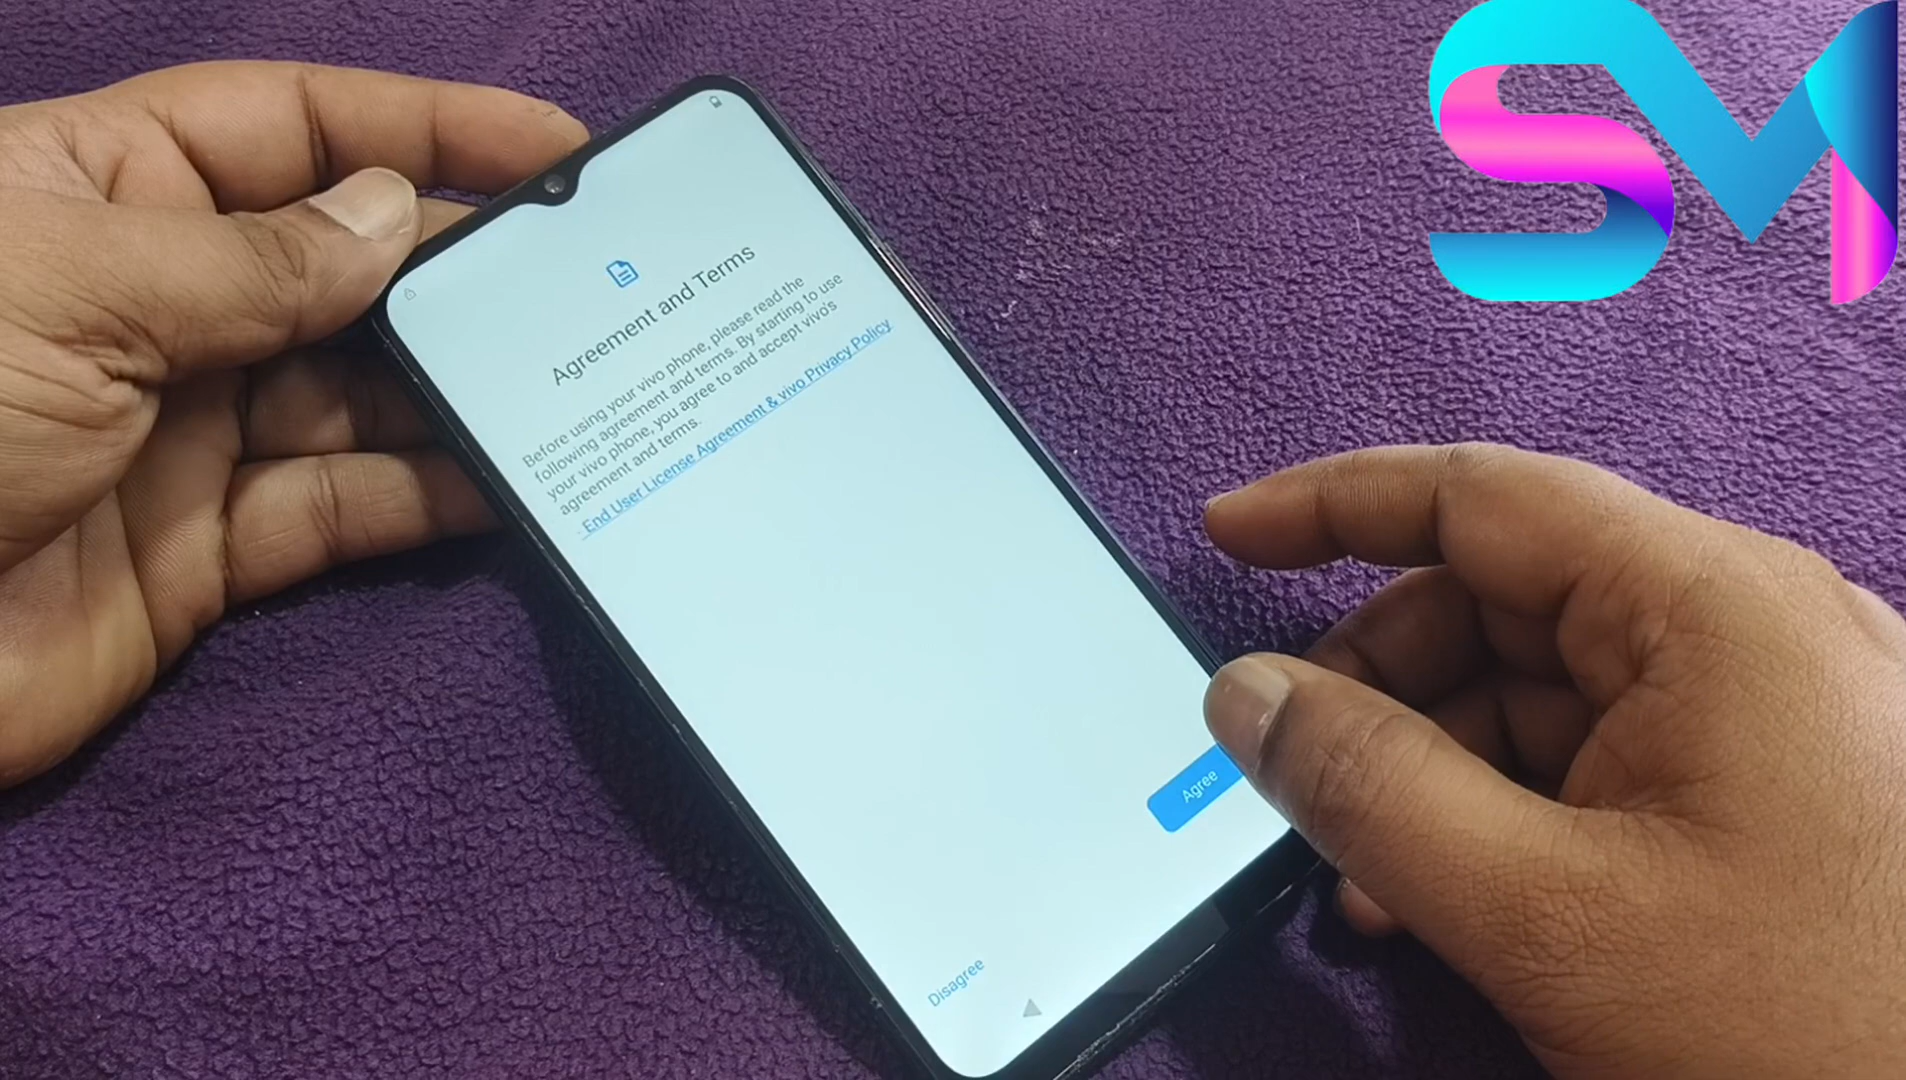 SM
Agreement and Terms
Before using your vivo phone, please read the
following agreement and terms. By starting to use
your vivo phone, you agree to and accept vivo's
agreement and terms.
· End User License Agreement & vivo Privacy Policy
Agree
Disagree